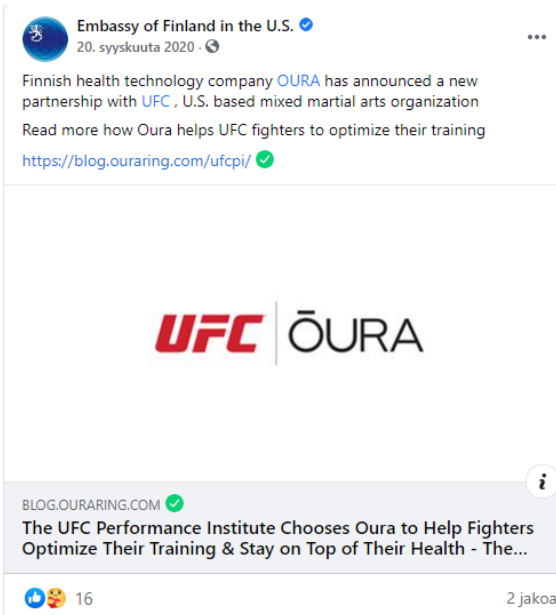 Embassy of Finland in the U.S.
20. syyskuuta 2020 ·
Finnish health technology company OURA has announced a new
partnership with UFC , U.S. based mixed martial arts organization
Read more how Oura helps UFC fighters to optimize their training
https://blog.ouraring.com/ufcpi/
UFC | ŌURA
BLOG.OURARING.COM
The UFC Performance Institute Chooses Oura to Help Fighters
Optimize Their Training & Stay on Top of Their Health - The...
16
2 jakoa